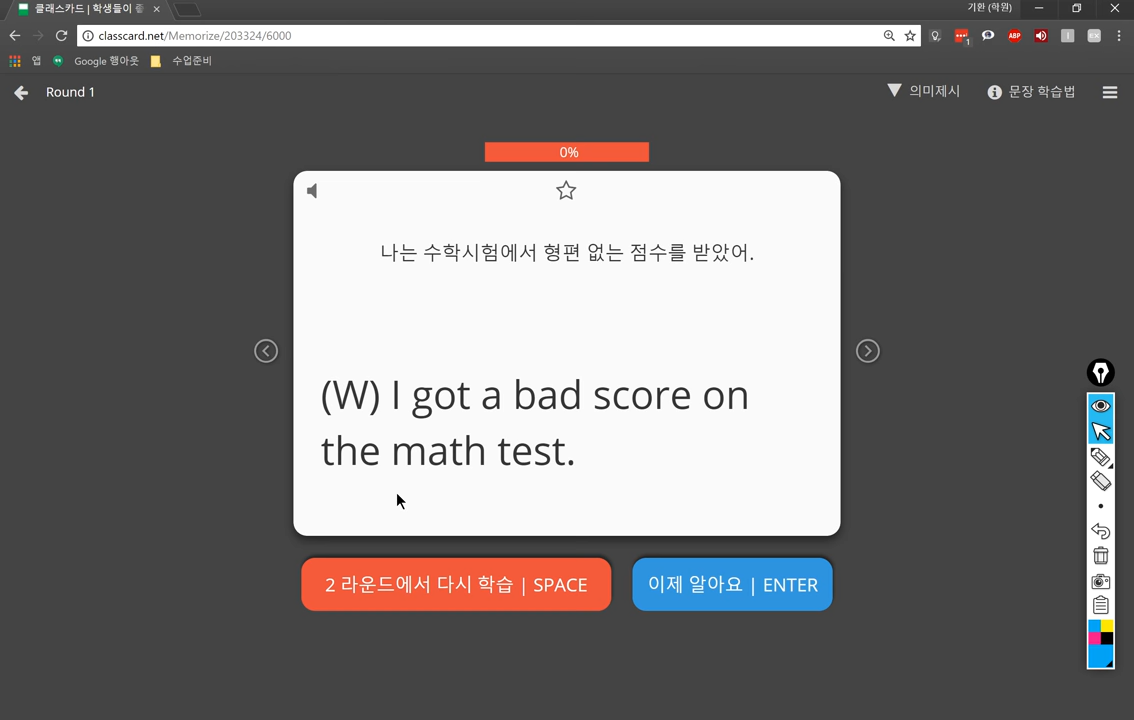 클래스카드 | 학생들이 즐
기환 (학원)
classcard.net/Memorize/203324/6000
1
ABP
앱
Google 행아웃
수업준비
Round 1
의미제시
문장 학습법
0%
나는 수학시험에서 형편 없는 점수를 받았어.
(W) I got a bad score on
the math test.
2 라운드에서 다시 학습 | SPACE
이제 알아요 | ENTER